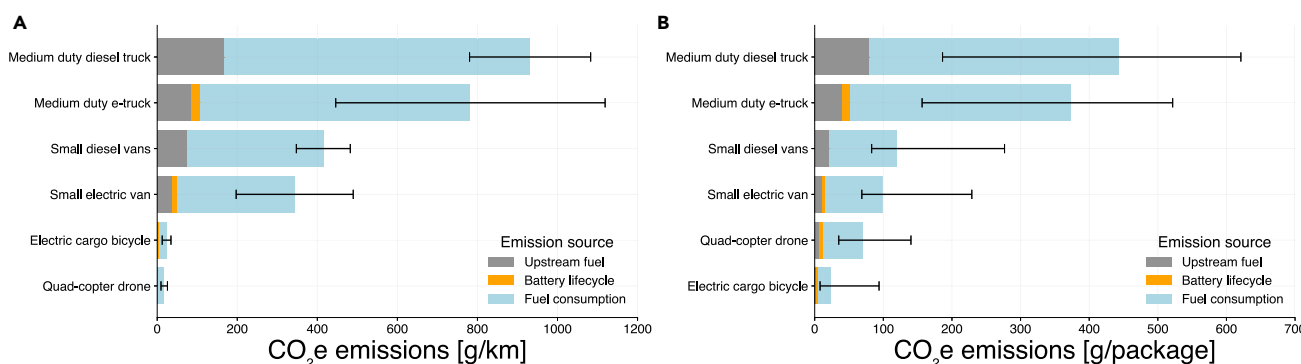 A
Medium duty diesel truck
Medium duty e-truck
Small diesel vans
Small electric van
Electric cargo bicycle
Quad-copter drone
Emission source
Upstream fuel
Battery lifecycle
Fuel consumption
0 200 400 600 800 1000 1200
CO₂e emissions [g/km]
B
Medium duty diesel truck
Medium duty e-truck
Small diesel vans
Small electric van
Quad-copter drone
Electric cargo bicycle
Emission source
Upstream fuel
Battery lifecycle
Fuel consumption
0 100 200 300 400 500 600 700
CO₂e emissions [g/package]